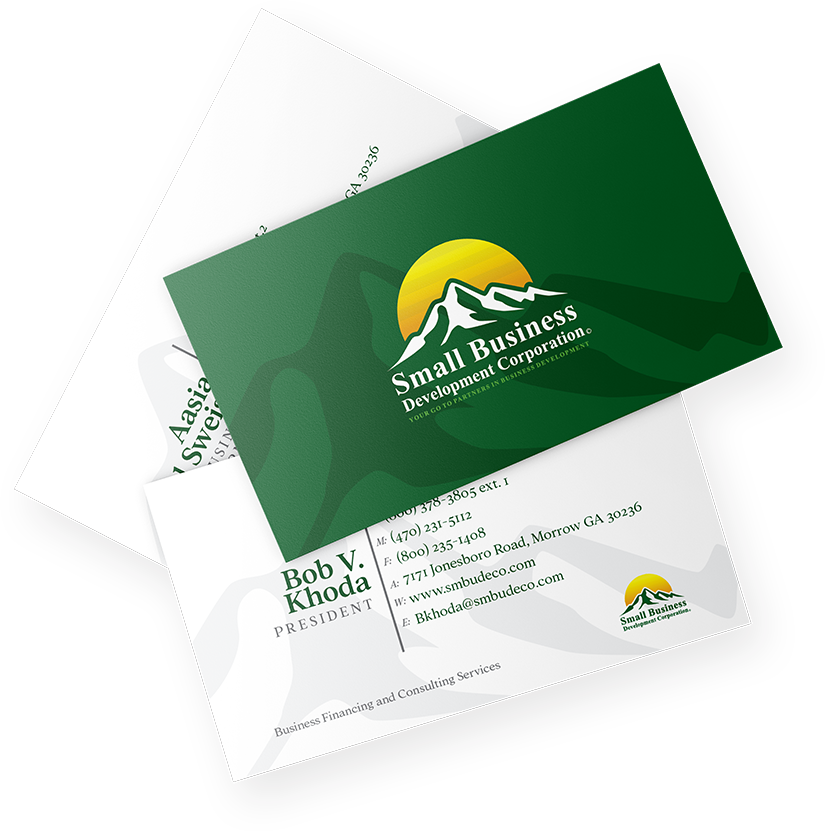 GA 30236
Small Business
Development Corporation
YOUR GO TO PARTNERS IN BUSINESS DEVELOPMENT
Aasia
Bob V.
Khoda
PRESIDENT
378-3805 ext. 1
M: (470) 231-5112
F: (800) 235-1408
A: 7171 Jonesboro Road, Morrow GA 30236
W: www.smbudeco.com
E: Bkhoda@smbudeco.com
Small Business
Development Corporation
Business Financing and Consulting Services